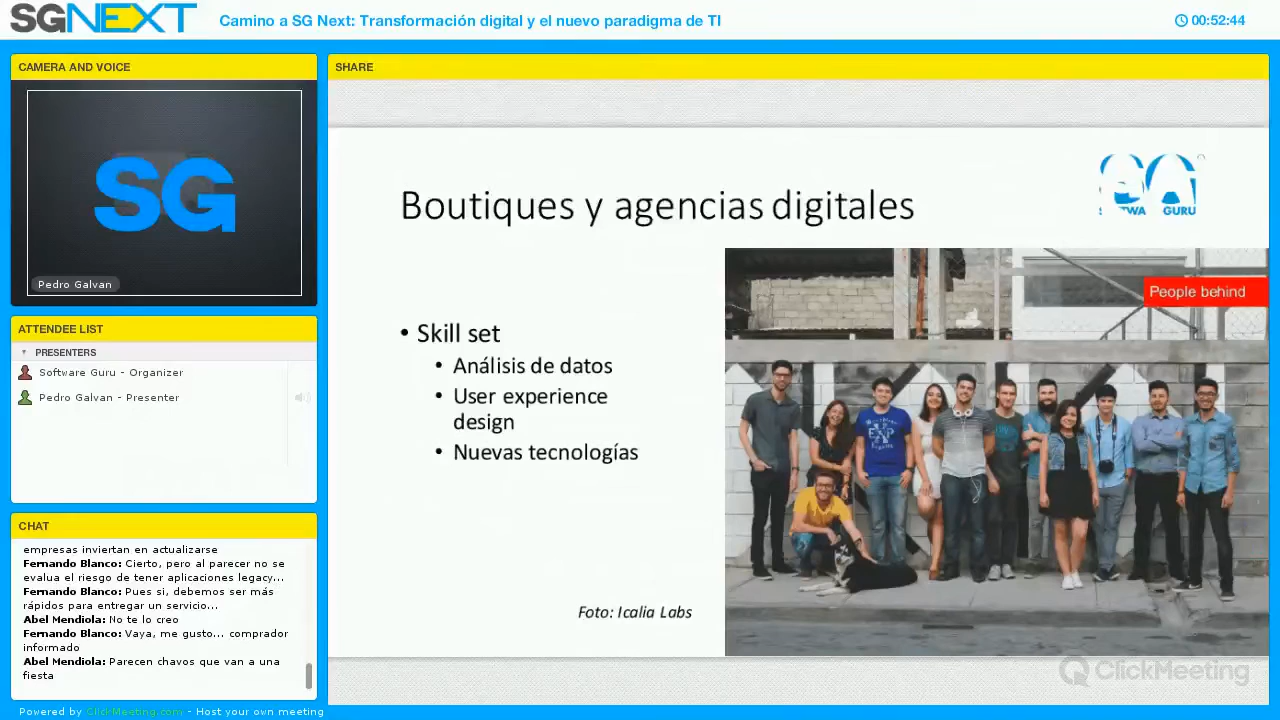 SGNEXT
Camino a SG Next: Transformación digital y el nuevo paradigma de TI
00:52:44
CAMERA AND VOICE
SG
Pedro Galvan
ATTENDEE LIST
PRESENTERS
Software Guru - Organizer
Pedro Galvan - Presenter
CHAT
empresas inviertan en actualizarse
Fernando Blanco: Cierto, pero al parecer no se
evalua el riesgo de tener aplicaciones legacy...
Fernando Blanco: Pues si, debemos ser más
rápidos para entregar un servicio...
Abel Mendiola: No te lo creo
Fernando Blanco: Vaya, me gusto... comprador
informado
Abel Mendiola: Parecen chavos que van a una
fiesta
SHARE
Boutiques y agencias digitales
GURU
• Skill set
• Análisis de datos
• User experience
design
• Nuevas tecnologías
People behind
Foto: Icalia Labs
ClickMeeting
Powered by ClickMeeting.com - Host your own meeting